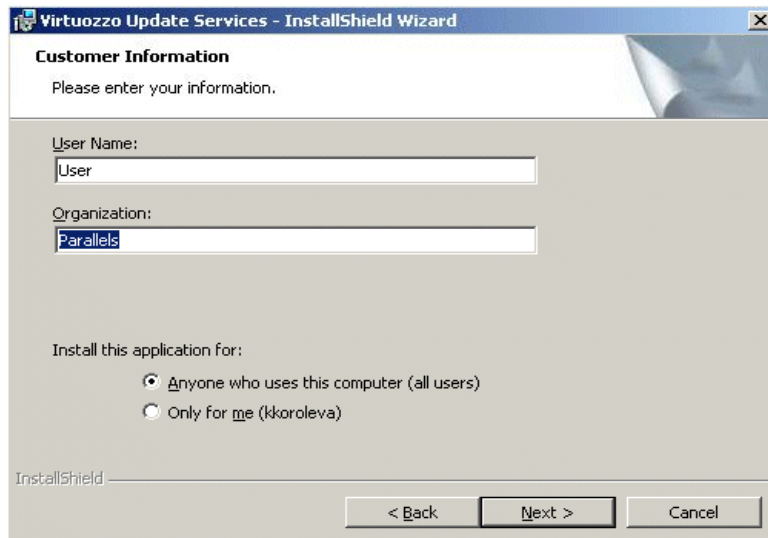 Virtuozzo Update Services - InstallShield Wizard
Customer Information
Please enter your information.
User Name:
User
Organization:
Parallels
Install this application for:
Anyone who uses this computer (all users)
Only for me (kkoroleva)
InstallShield
< Back Next > Cancel